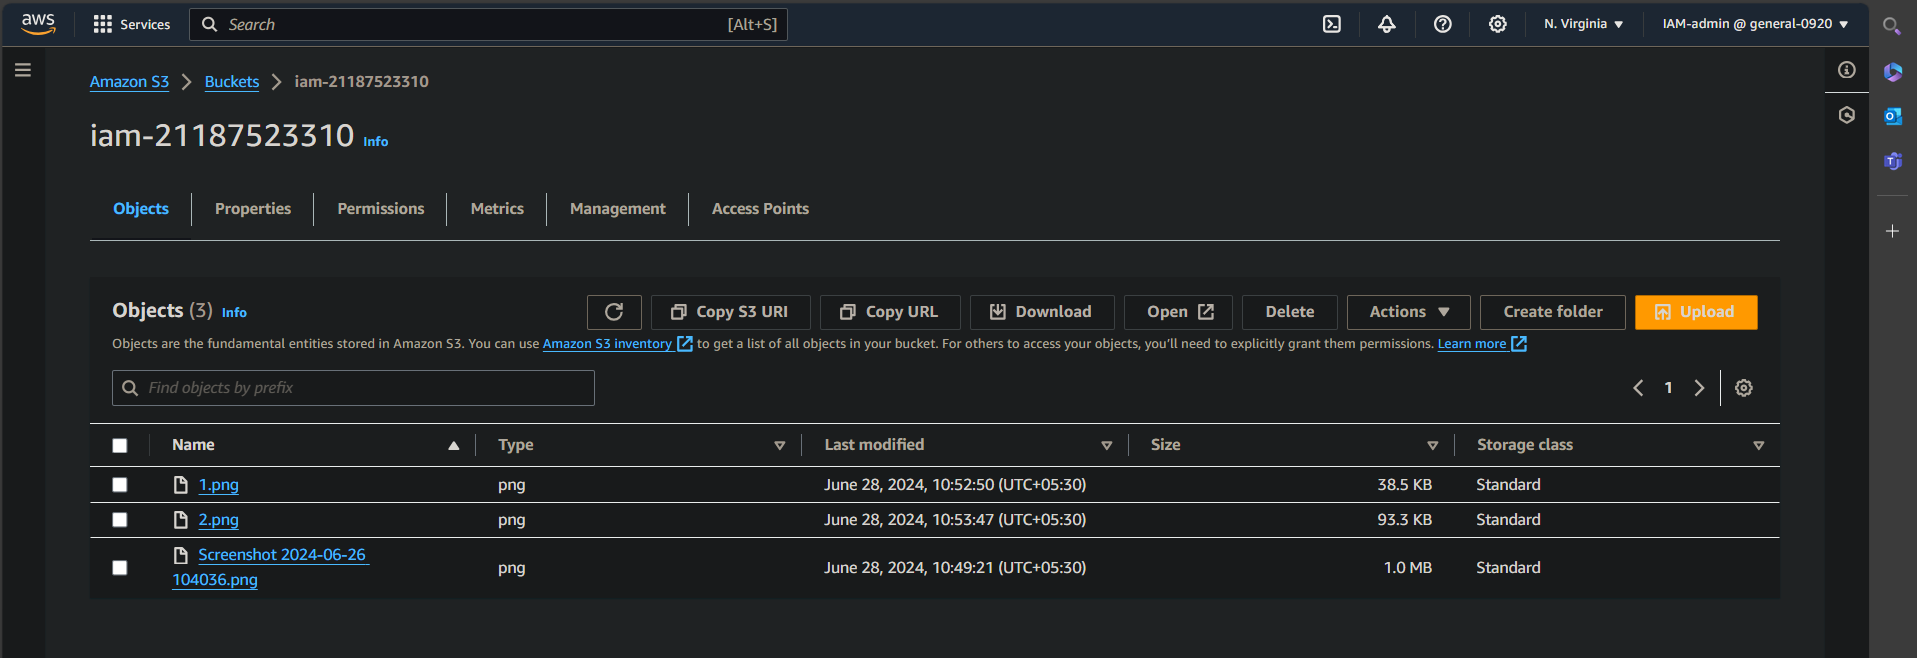 aws Services Search [Alt+S] N. Virginia IAM-admin @ general-0920
Amazon S3 Buckets iam-21187523310
iam-21187523310 Info
Objects Properties Permissions Metrics Management Access Points
Objects (3) Info Copy S3 URI Copy URL Download Open Delete Actions Create folder Upload
Objects are the fundamental entities stored in Amazon S3. You can use Amazon S3 inventory to get a list of all objects in your bucket. For others to access your objects, you'll need to explicitly grant them permissions. Learn more
Find objects by prefix 1
Name Type Last modified Size Storage class
1.png png June 28, 2024, 10:52:50 (UTC+05:30) 38.5 KB Standard
2.png png June 28, 2024, 10:53:47 (UTC+05:30) 93.3 KB Standard
Screenshot 2024-06-26
104036.png png June 28, 2024, 10:49:21 (UTC+05:30) 1.0 MB Standard